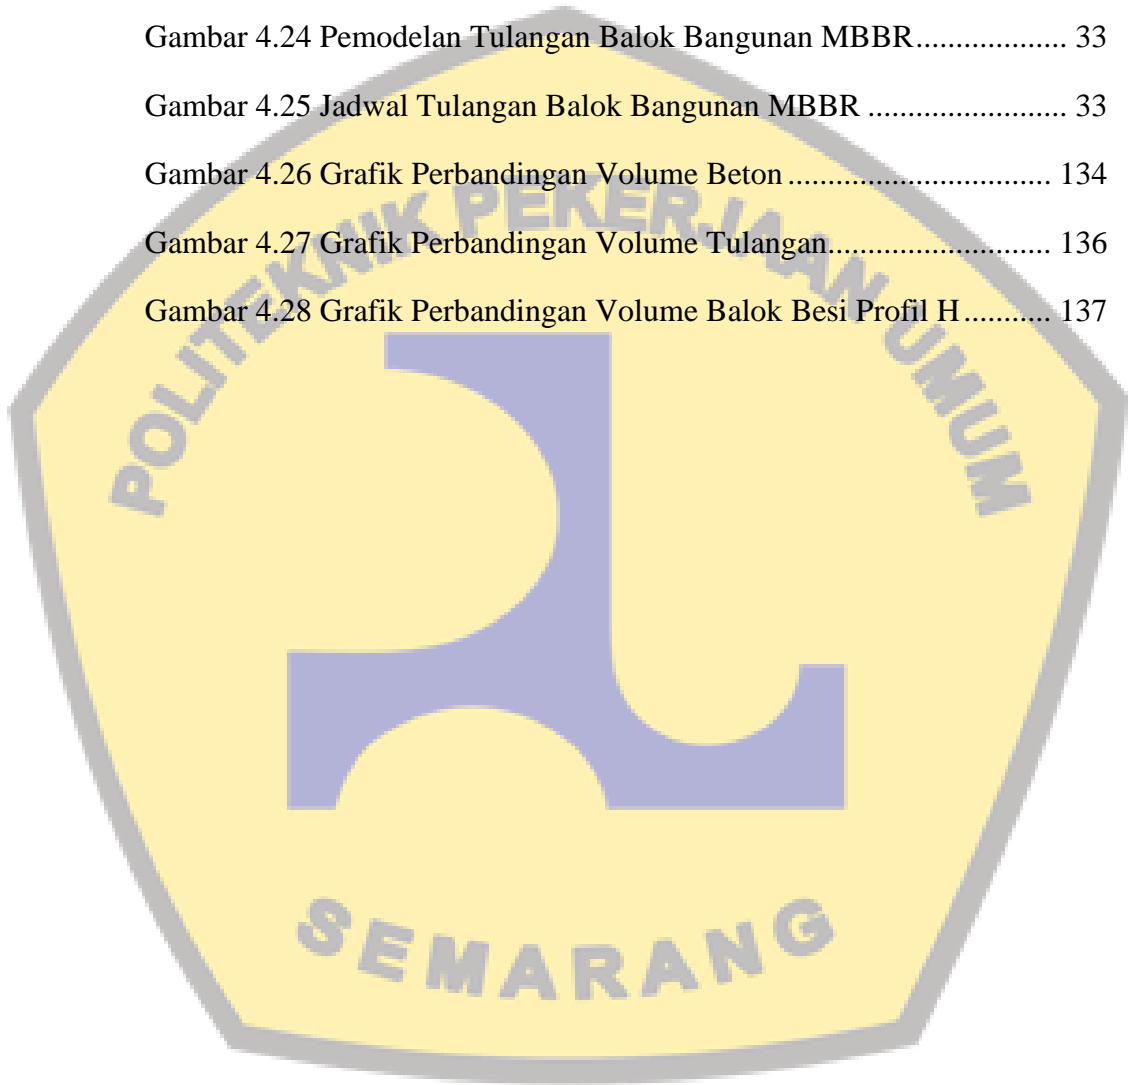 Gambar 4.24 Pemodelan Tulangan Balok Bangunan MBBR................... 33
Gambar 4.25 Jadwal Tulangan Balok Bangunan MBBR ......................... 33
Gambar 4.26 Grafik Perbandingan Volume Beton ................................ 134
Gambar 4.27 Grafik Perbandingan Volume Tulangan........................... 136
Gambar 4.28 Grafik Perbandingan Volume Balok Besi Profil H........... 137
POLITEKNIK PEKERJAAN UMUM
SEMARANG